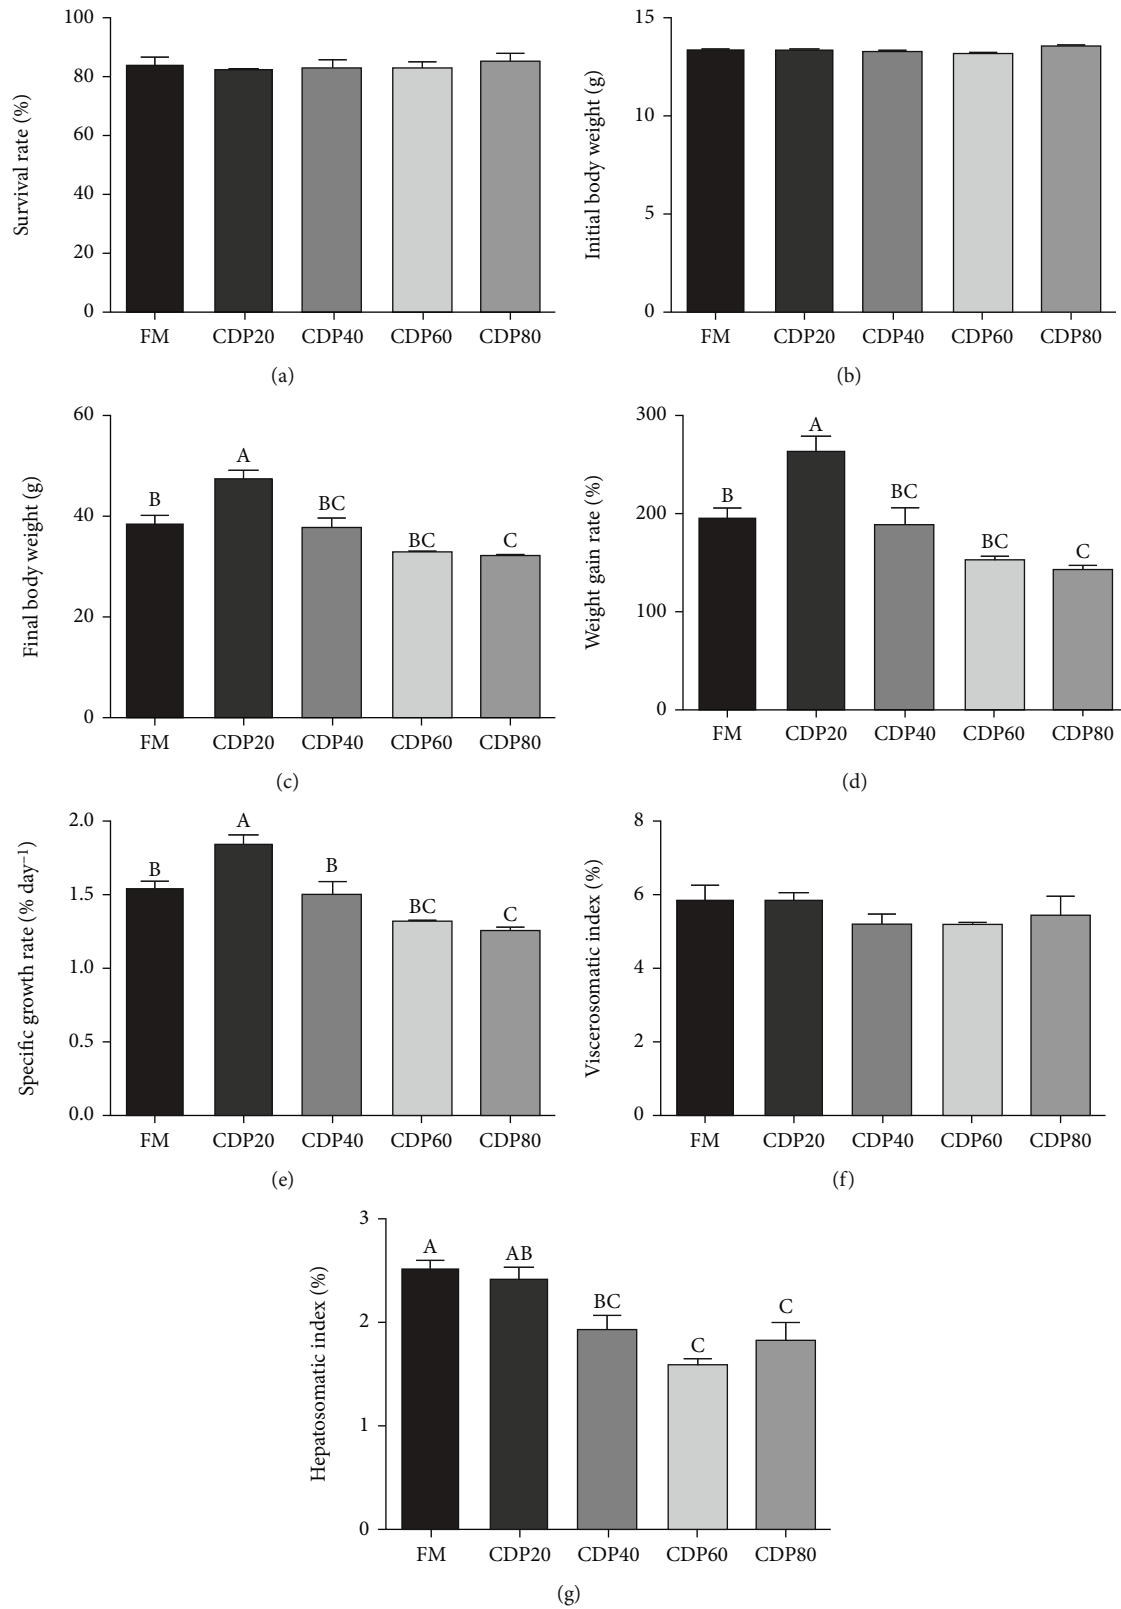 100
80
60
40
20
0
Survival rate (%)
FM CDP20 CDP40 CDP60 CDP80
(a)
15
10
5
0
Initial body weight (g)
FM CDP20 CDP40 CDP60 CDP80
(b)
60
40
20
0
Final body weight (g)
B A BC BC C
FM CDP20 CDP40 CDP60 CDP80
(c)
300
200
100
0
Weight gain rate (%)
B A BC BC C
FM CDP20 CDP40 CDP60 CDP80
(d)
2.0
1.5
1.0
0.5
0.0
Specific growth rate (% day⁻¹)
B A B BC C
FM CDP20 CDP40 CDP60 CDP80
(e)
8
6
4
2
0
Viscerosomatic index (%)
FM CDP20 CDP40 CDP60 CDP80
(f)
3
2
1
0
Hepatosomatic index (%)
A AB BC C C
FM CDP20 CDP40 CDP60 CDP80
(g)